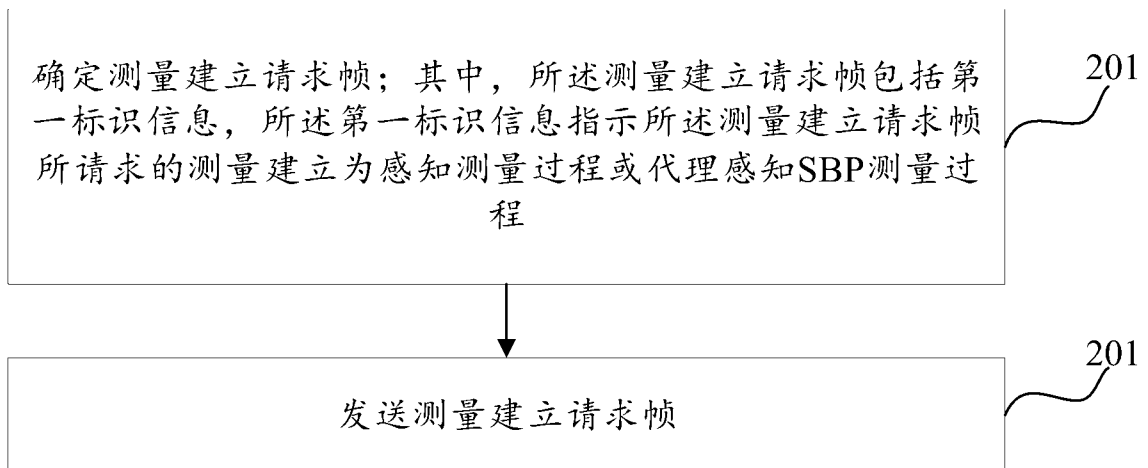 确定测量建立请求帧；其中，所述测量建立请求帧包括第
一标识信息，所述第一标识信息指示所述测量建立请求帧
所请求的测量建立为感知测量过程或代理感知SBP测量过
程
201
发送测量建立请求帧
201